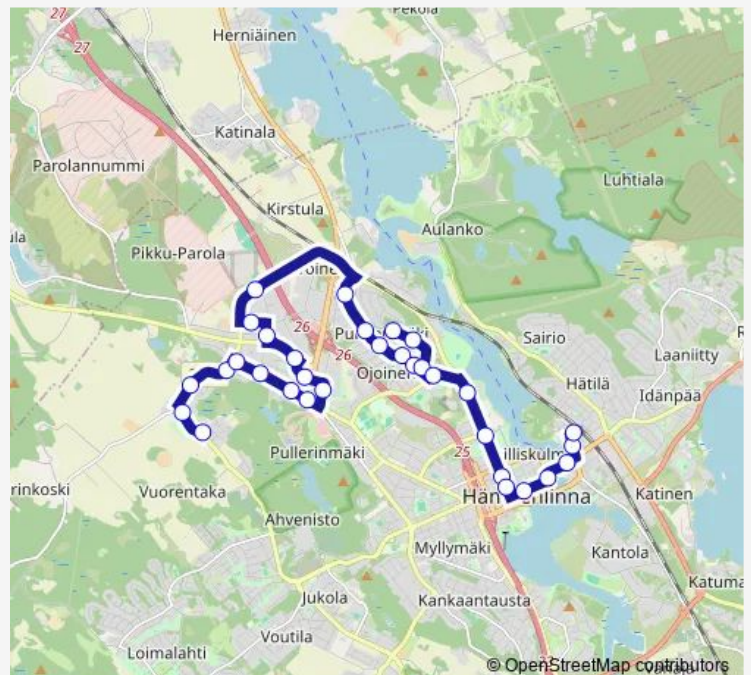 Pekola
27
27
Herniäinen
Katinala
Parolannummi
Luhtiala
Kirstula
Aulanko
Pikku-Parola
26
26
Sairio
Laaniitty
Ojoinen
Hätilä
Idänpää
25
Pullerinmäki
Vuorentaka
Katinen
Ahvenisto
Myllymäki
Kantola
Jukola
Kankaantausta
Voutila
Loimalahti
© OpenStreetMap contributors